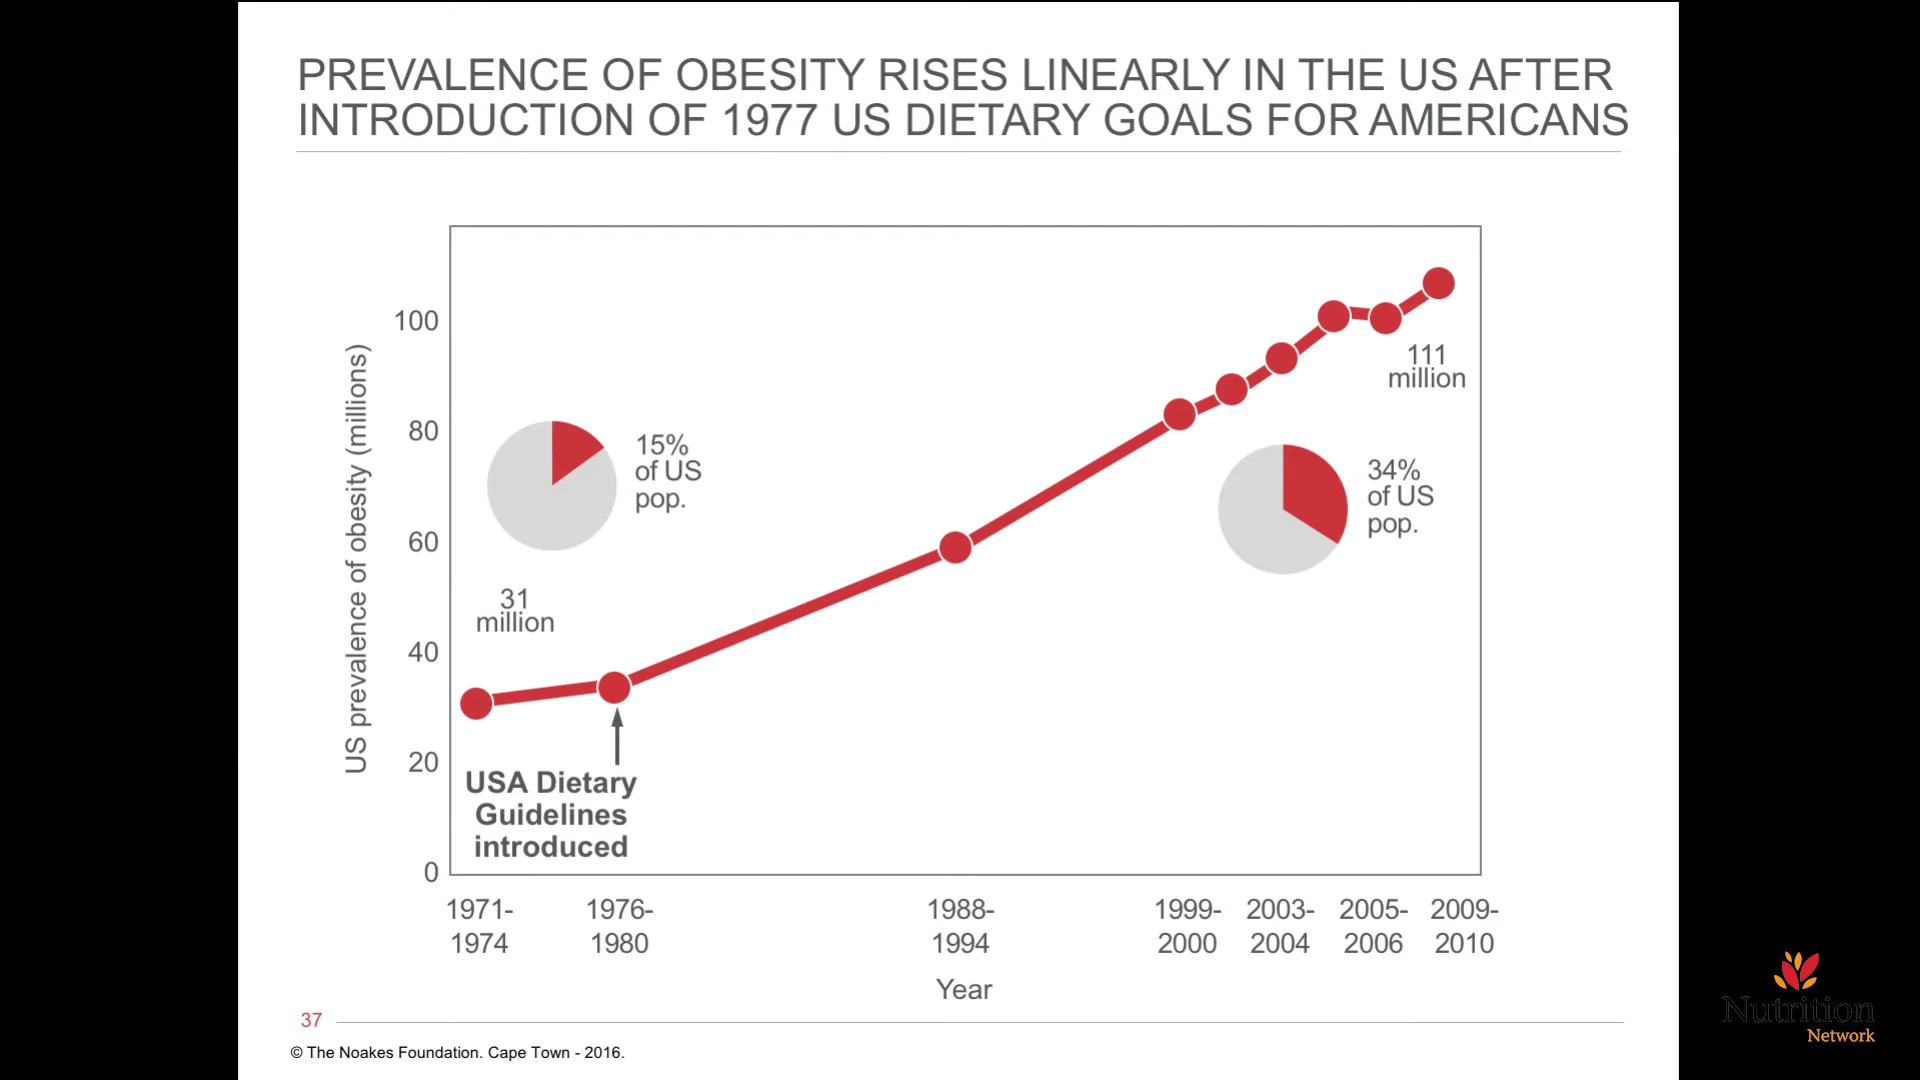 PREVALENCE OF OBESITY RISES LINEARLY IN THE US AFTER
INTRODUCTION OF 1977 US DIETARY GOALS FOR AMERICANS
US prevalence of obesity (millions)
100
80
60
40
20
0
15%
of US
pop.
31
million
USA Dietary
Guidelines
introduced
111
million
34%
of US
pop.
1971-
1974
1976-
1980
1988-
1994
1999-
2000
2003-
2004
2005-
2006
2009-
2010
Year
37
© The Noakes Foundation. Cape Town - 2016.
Nutrition
Network